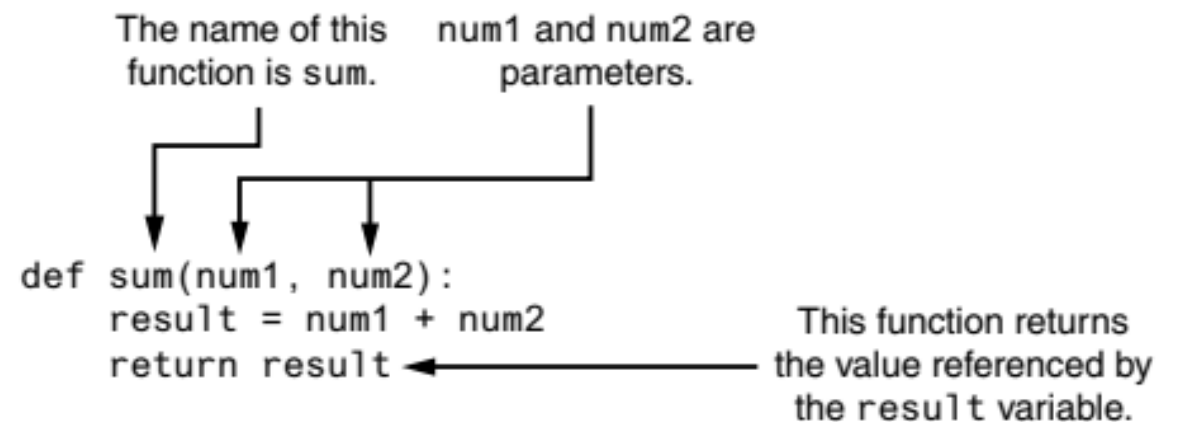 The name of this
function is sum.
num1 and num2 are
parameters.
def sum(num1, num2):
    result = num1 + num2
    return result
This function returns
the value referenced by
the result variable.